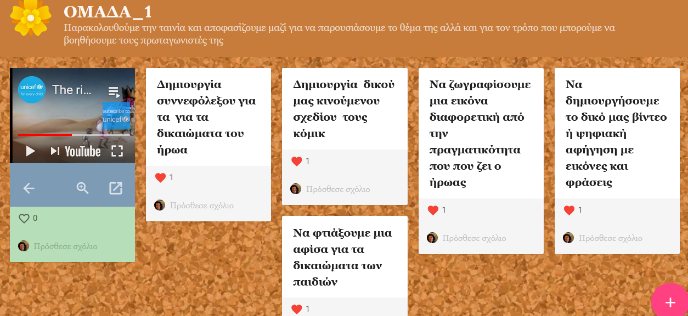 ΟΜΑΔΑ_1
Παρακολουθούμε την ταινία και αποφασίζουμε μαζί για να παρουσιάσουμε το θέμα της αλλά και για τον τρόπο που μπορούμε να
βοηθήσουμε τους πρωταγωνιστές της
unicef
The ri...
unicef
YouTube
0
Πρόσθεσε σχόλιο
Δημιουργία
συννεφόλεξου για
τα για τα
δικαιώματα του
ήρωα
1
Πρόσθεσε σχόλιο
Δημιουργία δικού
μας κινούμενου
σχεδίου τους
κόμικ
1
Πρόσθεσε σχόλιο
Να φτιάξουμε μια
αφίσα για τα
δικαιώματα των
παιδιών
1
Να ζωγραφίσουμε
μια εικόνα
διαφορετική από
την
πραγματικότητα
που που ζει ο
ήρωας
1
Πρόσθεσε σχόλιο
Να
δημιουργήσουμε
το δικό μας βίντεο
ή ψηφιακή
αφήγηση με
εικόνες και
φράσεις
1
Πρόσθεσε σχόλιο